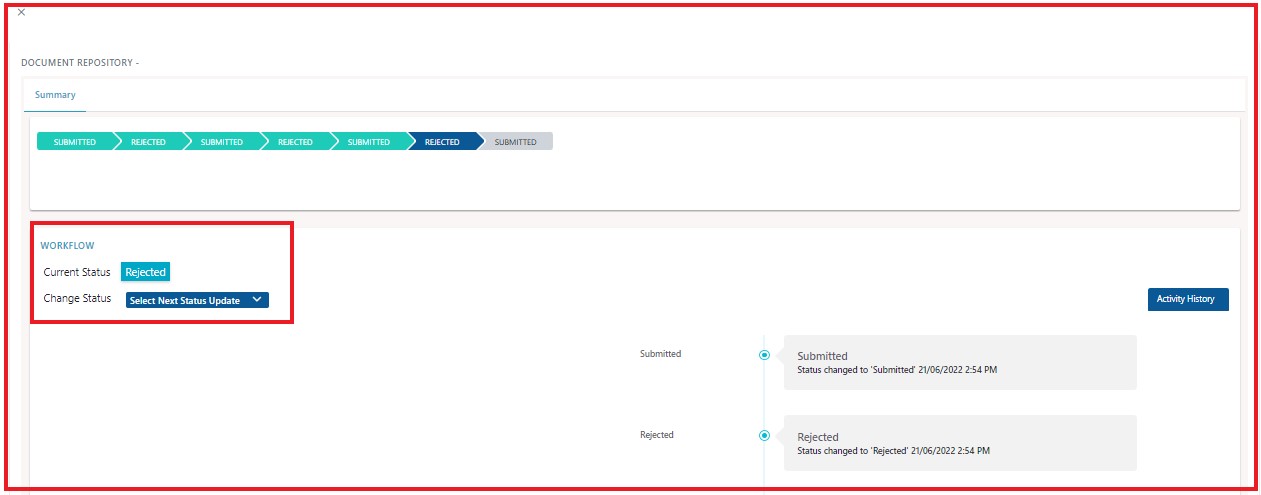 ×
DOCUMENT REPOSITORY -
Summary
SUBMITTED REJECTED SUBMITTED REJECTED SUBMITTED REJECTED SUBMITTED
WORKFLOW
Current Status Rejected
Change Status Select Next Status Update
Activity History
Submitted
Submitted
Status changed to 'Submitted' 21/06/2022 2:54 PM
Rejected
Rejected
Status changed to 'Rejected' 21/06/2022 2:54 PM